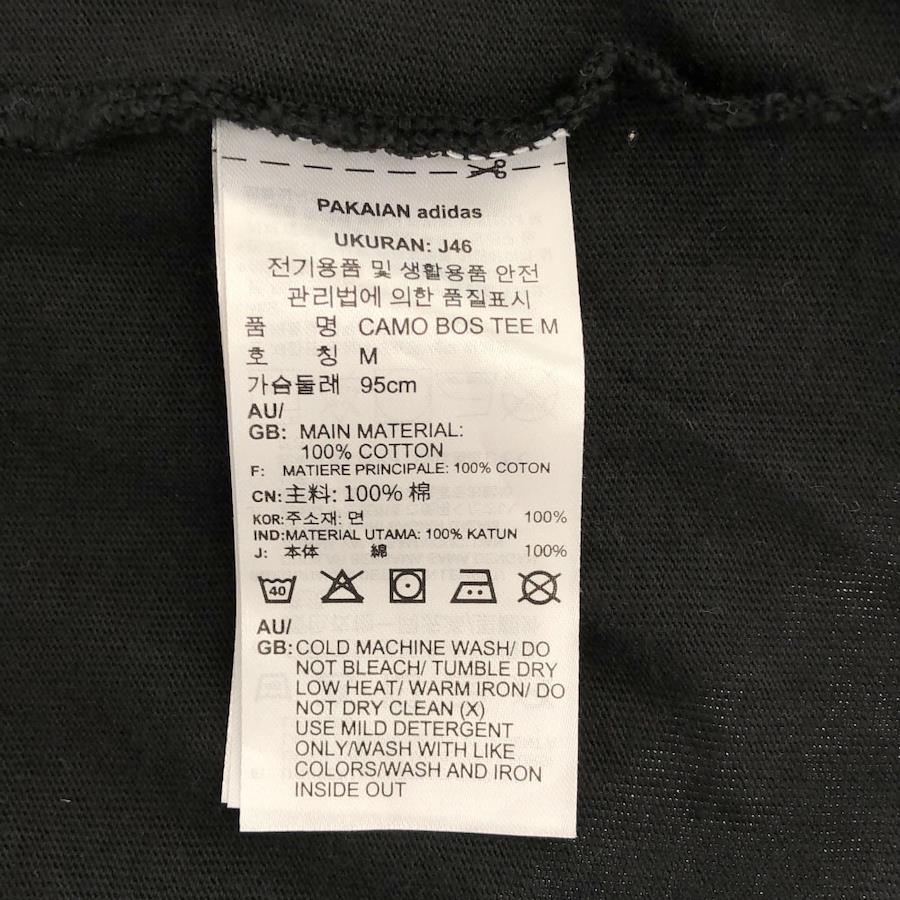 PAKAIAN adidas
UKURAN: J46
전기용품 및 생활용품 안전
관리법에 의한 품질표시
품 명 CAMO BOS TEE M
호 칭 M
가슴둘레 95cm
AU/
GB: MAIN MATERIAL:
100% COTTON
F: MATIERE PRINCIPALE: 100% COTON
CN: 主料: 100% 棉
KOR: 주소재: 면 100%
IND: MATERIAL UTAMA: 100% KATUN
J: 本体 綿 100%
40
AU/
GB: COLD MACHINE WASH/ DO
NOT BLEACH/ TUMBLE DRY
LOW HEAT/ WARM IRON/ DO
NOT DRY CLEAN (X)
USE MILD DETERGENT
ONLY/WASH WITH LIKE
COLORS/WASH AND IRON
INSIDE OUT